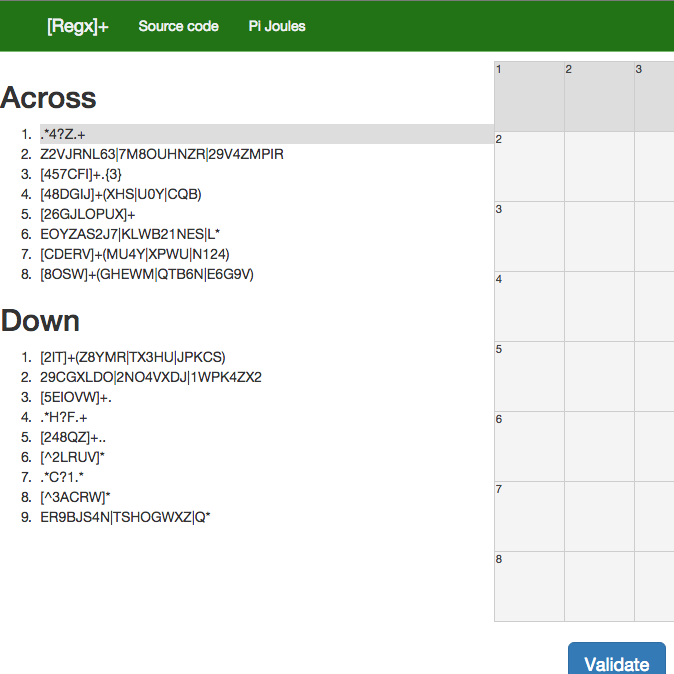 [Regx]+ Source code Pi Joules
Across
1. .*4?Z.+
2. Z2VJRNL63|7M8OUHNZR|29V4ZMPIR
3. [457CFI]+.{3}
4. [48DGIJ]+(XHS|U0Y|CQB)
5. [26GJLOPUX]+
6. EOYZAS2J7|KLWB21NES|L*
7. [CDERV]+(MU4Y|XPWU|N124)
8. [8OSW]+(GHEWM|QTB6N|E6G9V)
Down
1. [2IT]+(Z8YMR|TX3HU|JPKCS)
2. 29CGXLDO|2NO4VXDJ|1WPK4ZX2
3. [5EIOVW]+.
4. .*H?F.+
5. [248QZ]+..
6. [^2LRUV]*
7. .*C?1.*
8. [^3ACRW]*
9. ER9BJS4N|TSHOGWXZ|Q*
1 2 3
2
3
4
5
6
7
8
Validate